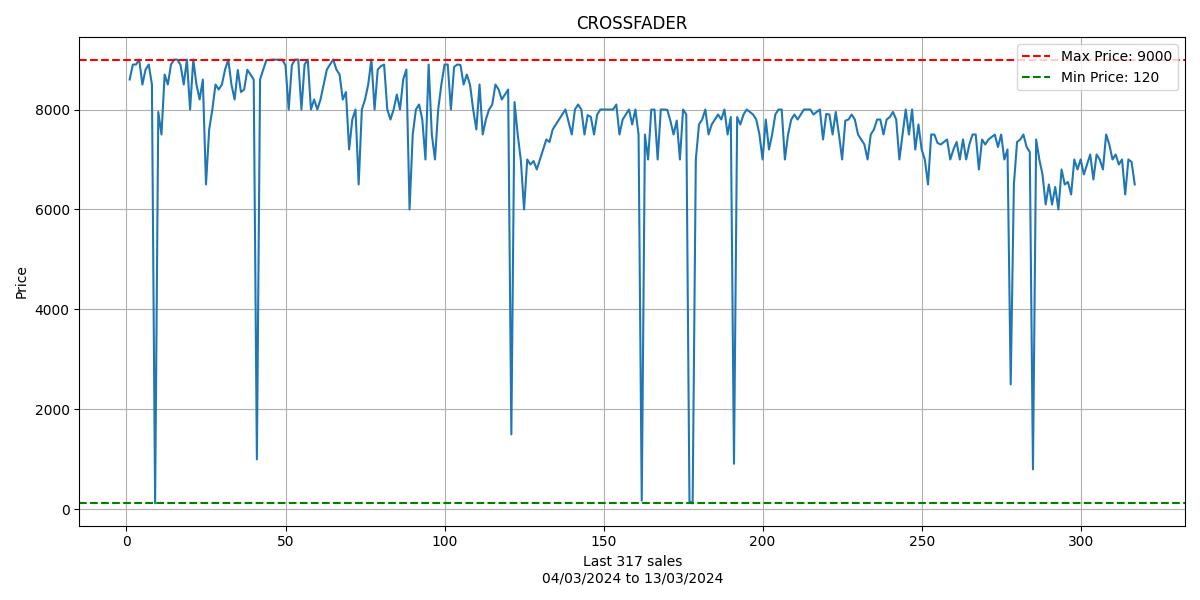 CROSSFADER
Max Price: 9000
Min Price: 120
Price
8000
6000
4000
2000
0
0 50 100 150 200 250 300
Last 317 sales
04/03/2024 to 13/03/2024